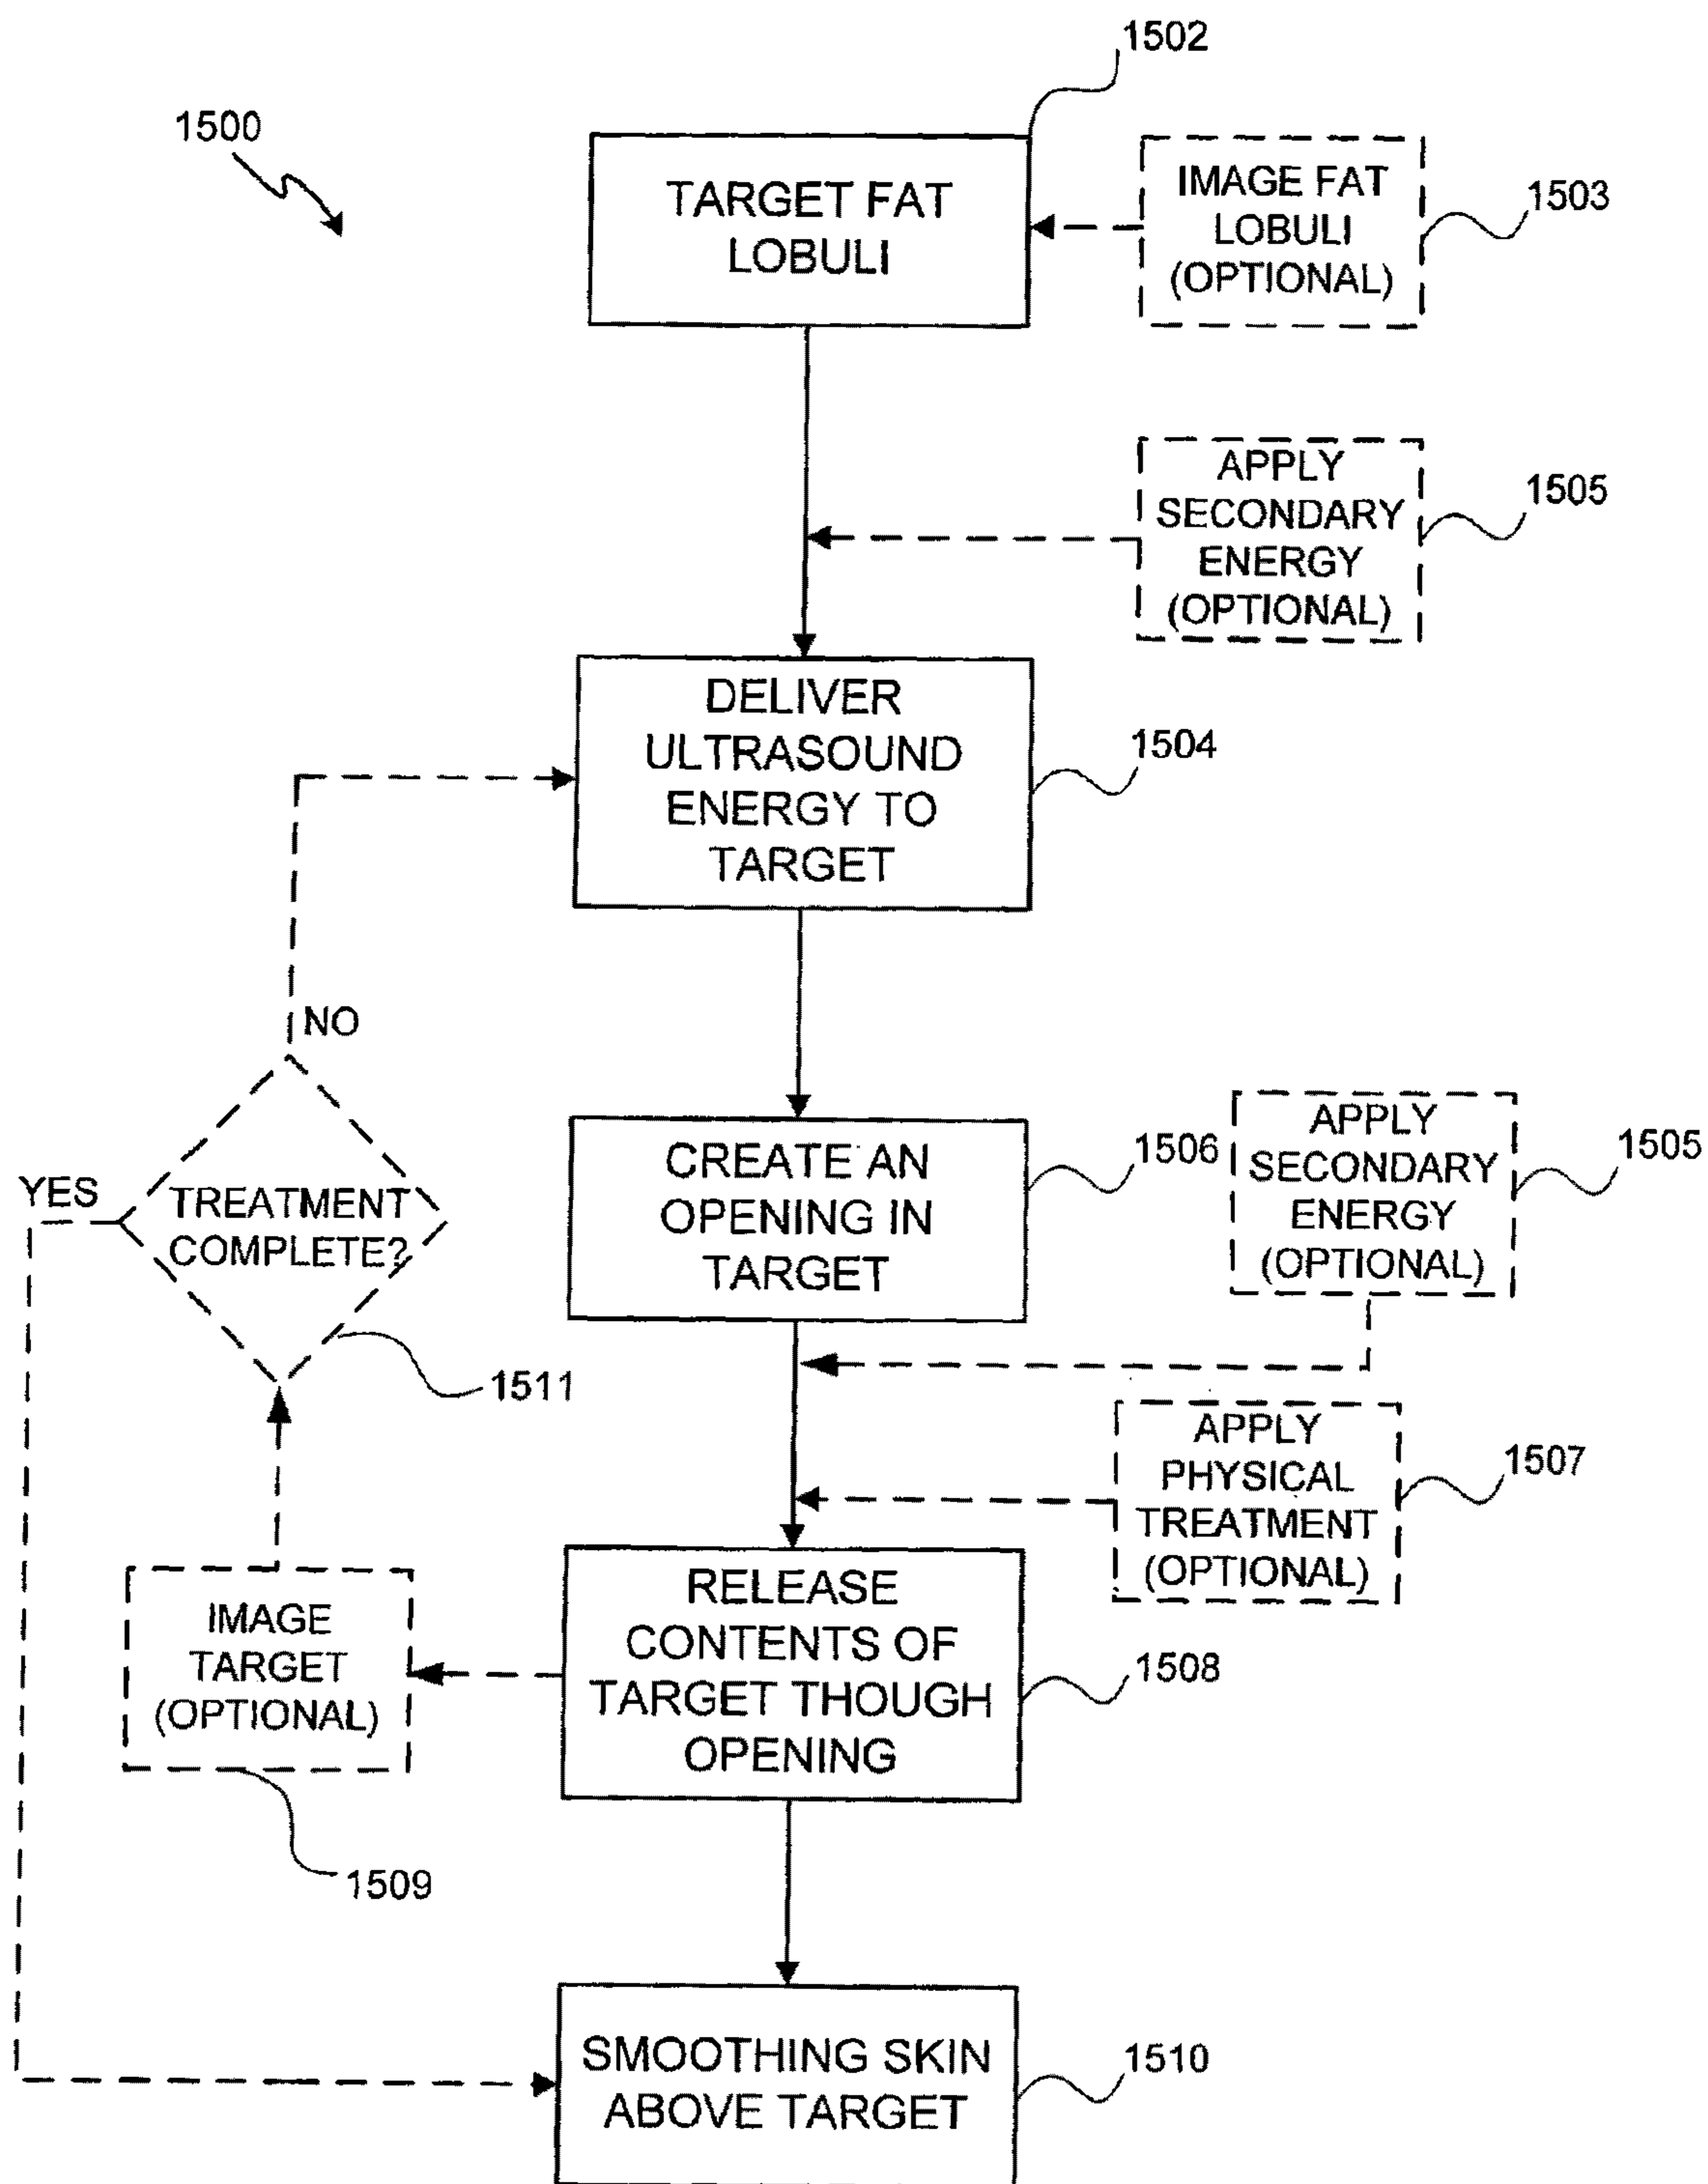 1502
1500
TARGET FAT
LOBULI
IMAGE FAT
LOBULI
(OPTIONAL)
1503
APPLY
SECONDARY
ENERGY
(OPTIONAL)
1505
DELIVER
ULTRASOUND
ENERGY TO
TARGET
1504
NO
CREATE AN
OPENING IN
TARGET
1506
APPLY
SECONDARY
ENERGY
(OPTIONAL)
1505
YES
TREATMENT
COMPLETE?
1511
APPLY
PHYSICAL
TREATMENT
(OPTIONAL)
1507
RELEASE
CONTENTS OF
TARGET THOUGH
OPENING
1508
IMAGE
TARGET
(OPTIONAL)
1509
SMOOTHING SKIN
ABOVE TARGET
1510